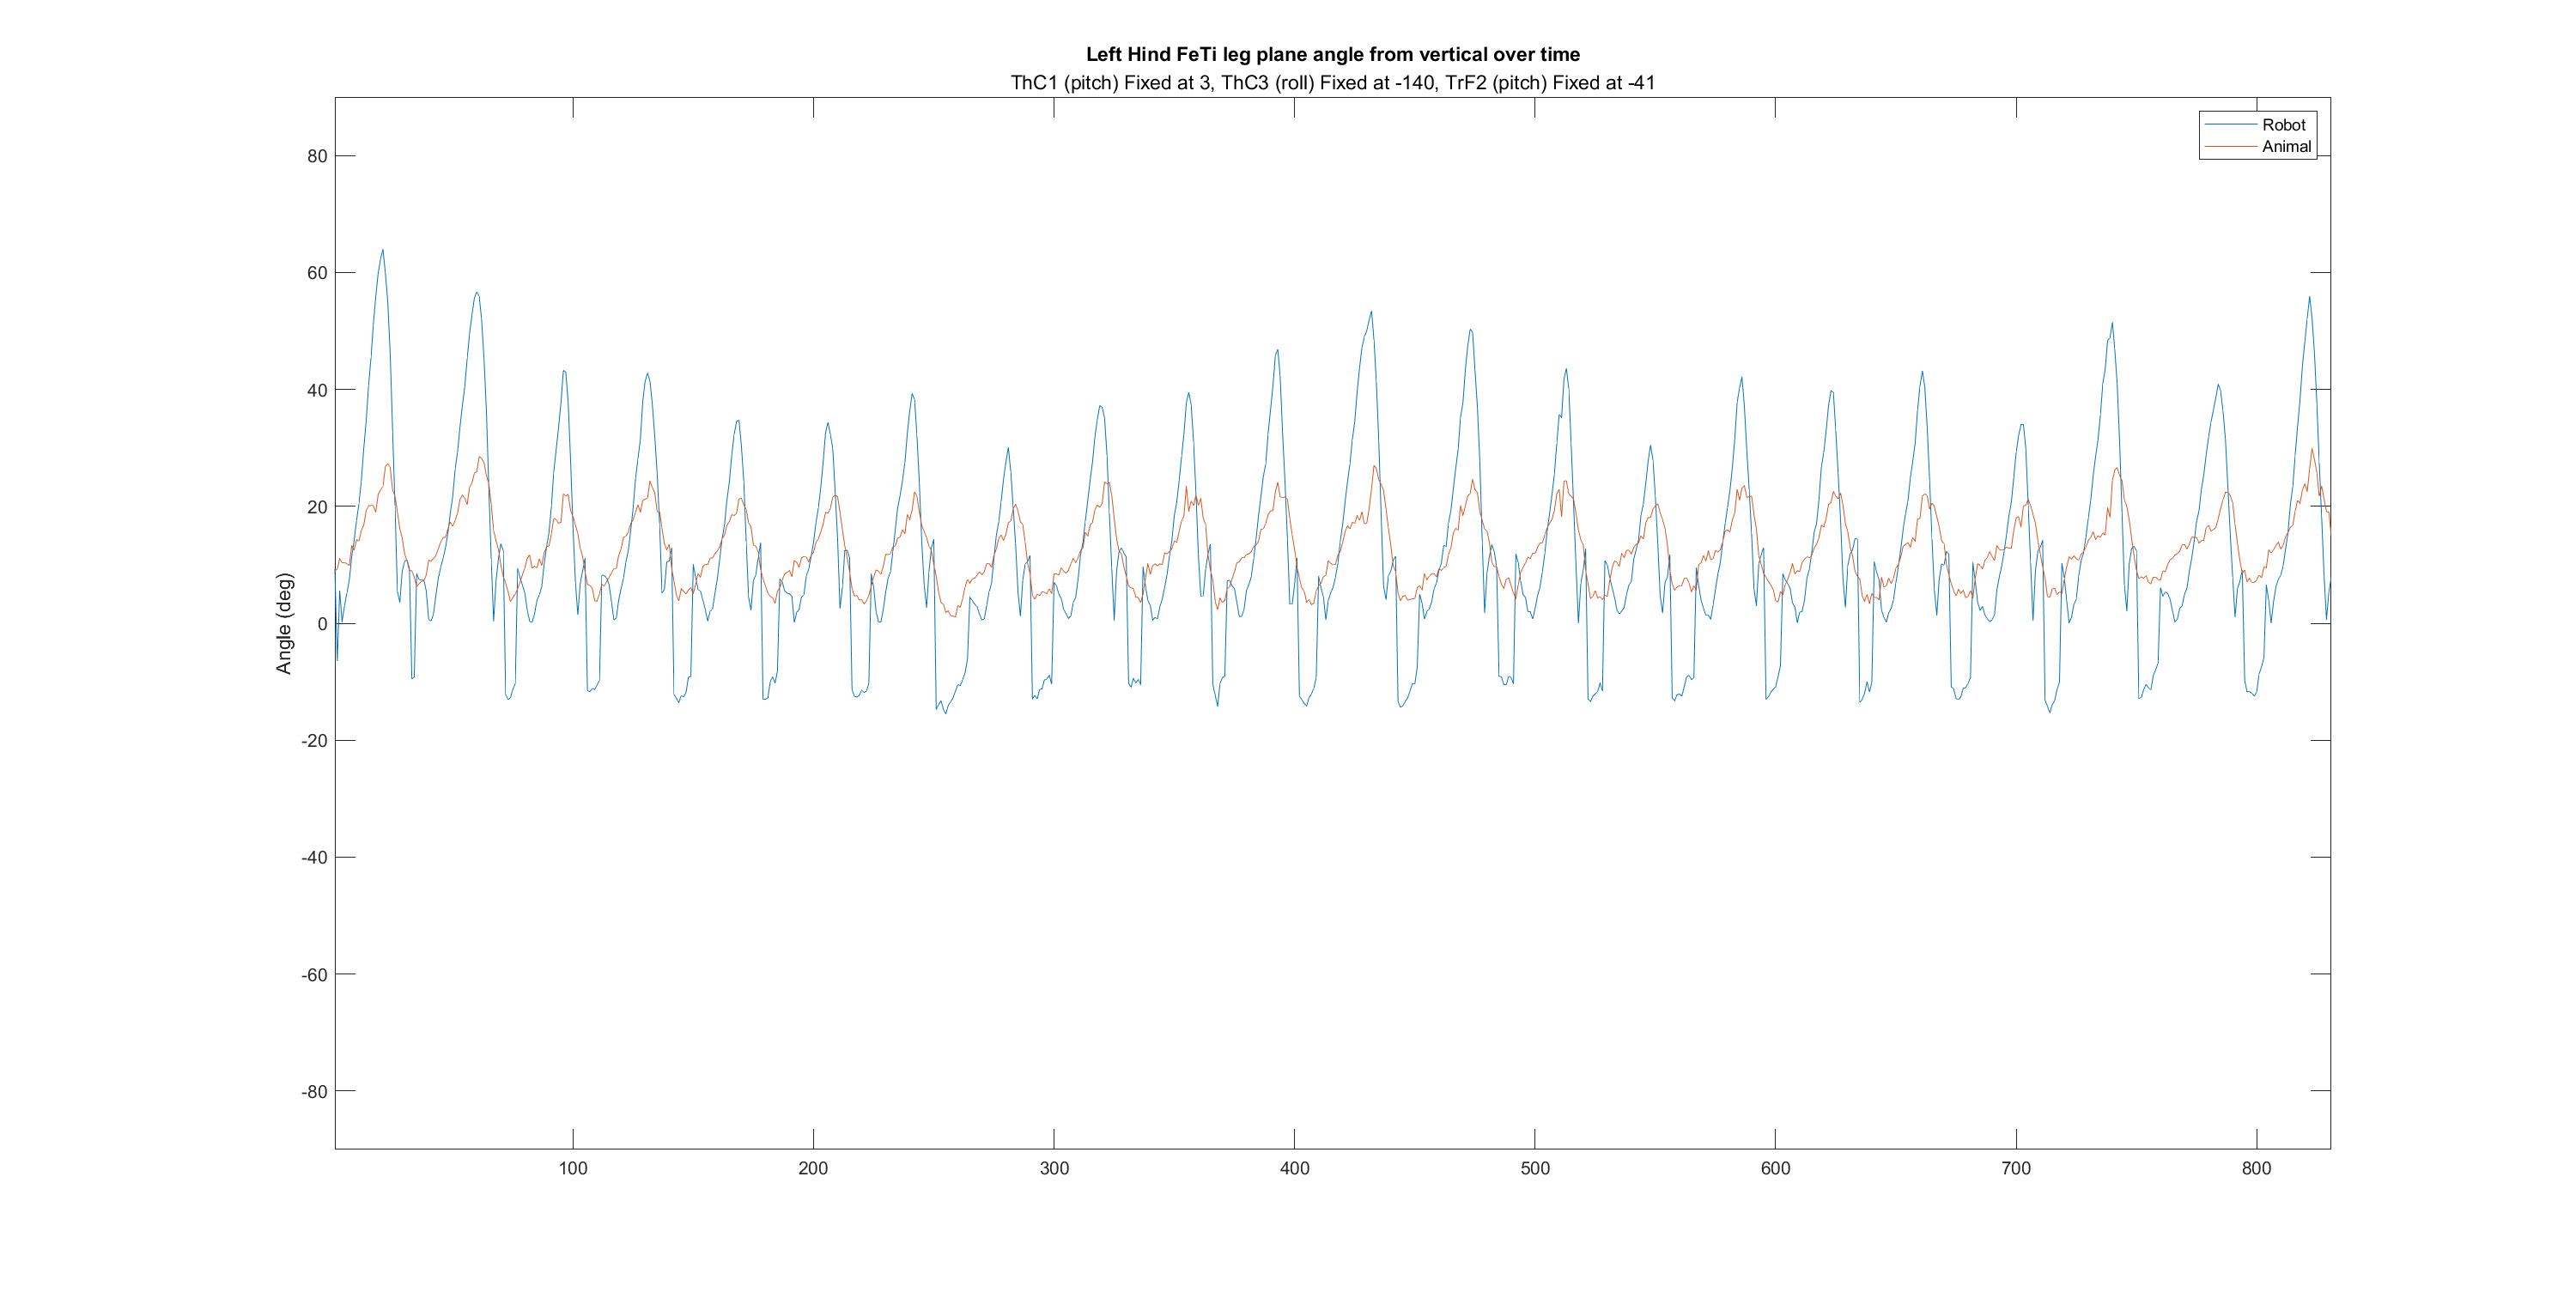 Left Hind FeTi leg plane angle from vertical over time
ThC1 (pitch) Fixed at 3, ThC3 (roll) Fixed at -140, TrF2 (pitch) Fixed at -41
Robot
Animal
80
60
40
20
0
-20
-40
-60
-80
Angle (deg)
100 200 300 400 500 600 700 800